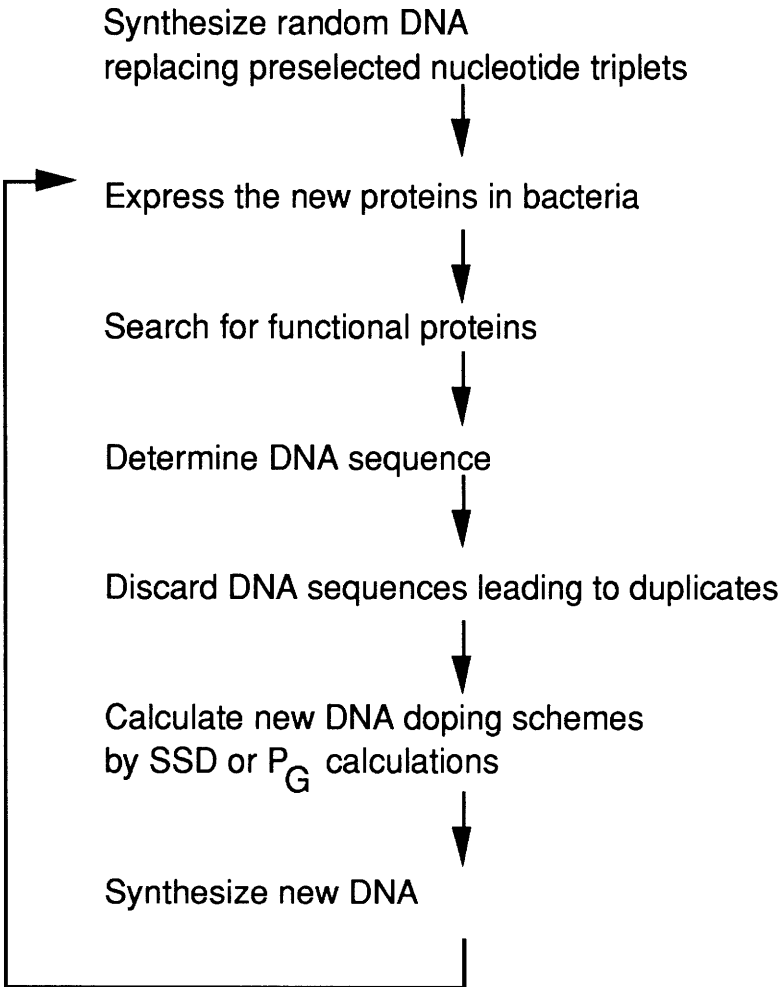 Synthesize random DNA
replacing preselected nucleotide triplets
Express the new proteins in bacteria
Search for functional proteins
Determine DNA sequence
Discard DNA sequences leading to duplicates
Calculate new DNA doping schemes
by SSD or PG calculations
Synthesize new DNA